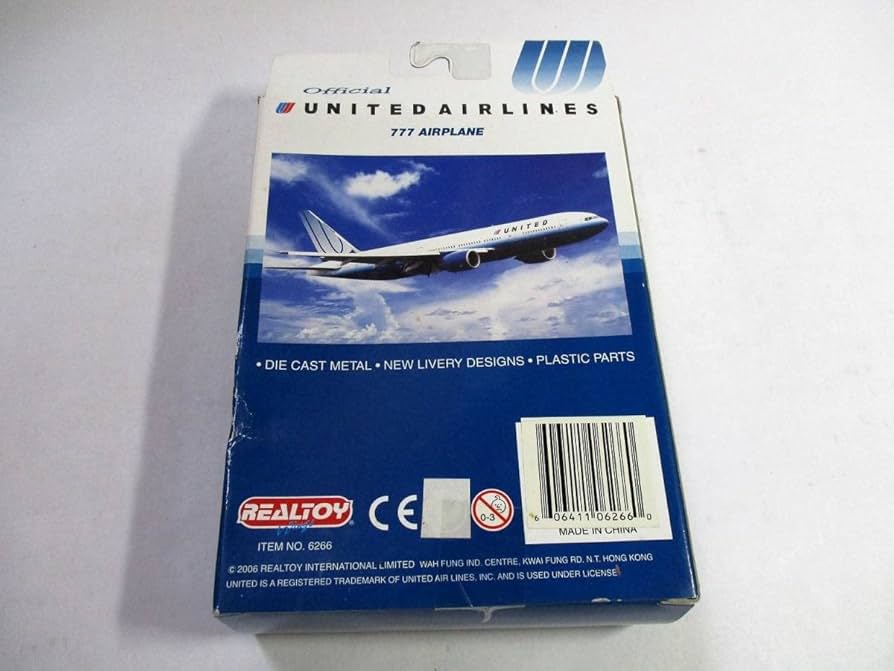 Official
UNITED AIRLINES
777 AIRPLANE
UNITED
• DIE CAST METAL • NEW LIVERY DESIGNS • PLASTIC PARTS
6 06411 06266 0
MADE IN CHINA
REALTOY
CE
0-3
ITEM NO. 6266
© 2006 REALTOY INTERNATIONAL LIMITED WAH FUNG IND. CENTRE, KWAI FUNG RD. N.T. HONG KONG
UNITED IS A REGISTERED TRADEMARK OF UNITED AIR LINES, INC. AND IS USED UNDER LICENSE